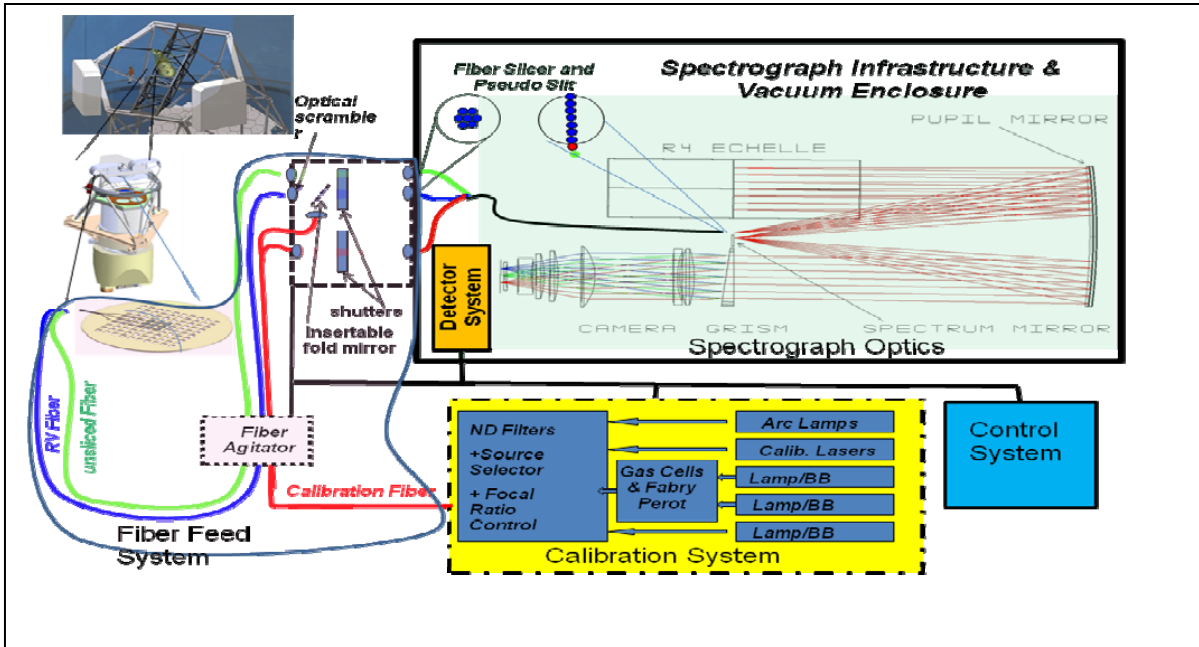 Fiber Slicer and
Pseudo Slit
Spectrograph Infrastructure &
Vacuum Enclosure
Optical
scramble
r
PUPIL MIRROR
R4 ECHELLE
shutters
Insertable
fold mirror
Detector
System
CAMERA GRISM
SPECTRUM MIRROR
Spectrograph Optics
RV Fiber
unsliced Fiber
Fiber
Agitator
Calibration Fiber
Fiber Feed
System
ND Filters
+Source
Selector
+ Focal
Ratio
Control
Gas Cells
& Fabry
Perot
Arc Lamps
Calib. Lasers
Lamp/BB
Lamp/BB
Lamp/BB
Calibration System
Control
System